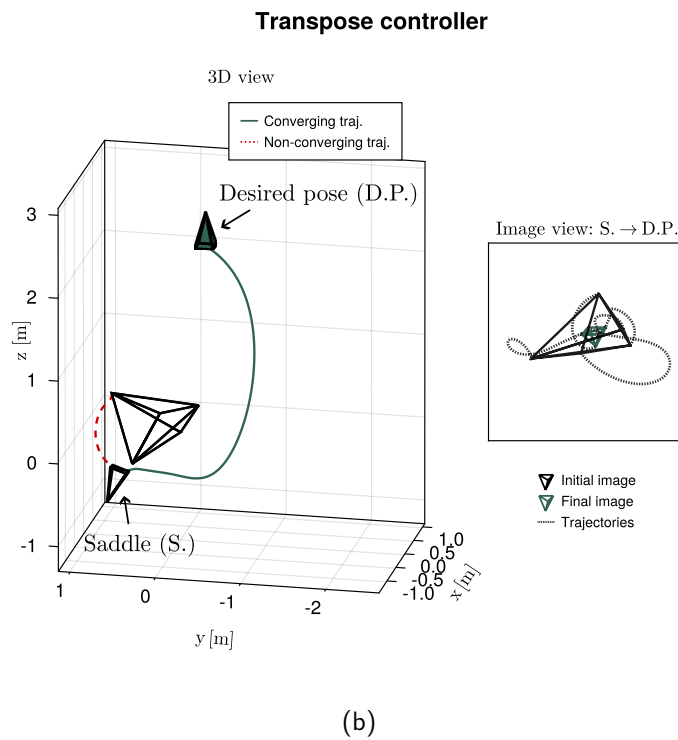 Transpose controller
3D view
Converging traj.
Non-converging traj.
Desired pose (D.P.)
3
2
1
0
-1
z [m]
Saddle (S.)
1
0
-1
-2
y [m]
1.0
0.5
0.0
-0.5
-1.0
x [m]
Image view: S. → D.P.
Initial image
Final image
Trajectories
(b)